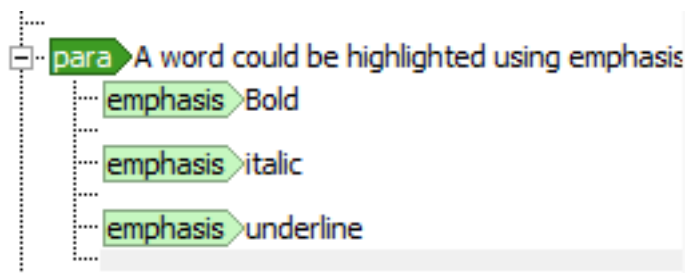 para A word could be highlighted using emphasis
emphasis Bold
emphasis italic
emphasis underline